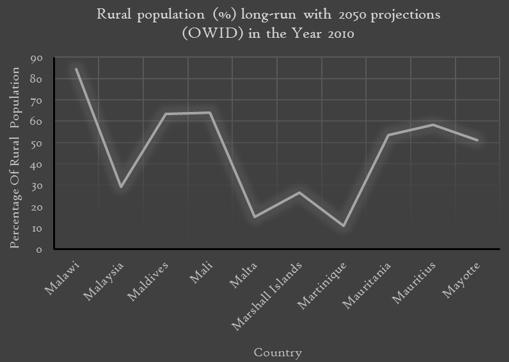 Rural population (%) long-run with 2050 projections
(OWID) in the Year 2010
Percentage Of Rural Population
90
80
70
60
50
40
30
20
10
0
Malawi
Malaysia
Maldives
Mali
Malta
Marshall Islands
Martinique
Mauritania
Mauritius
Mayotte
Country